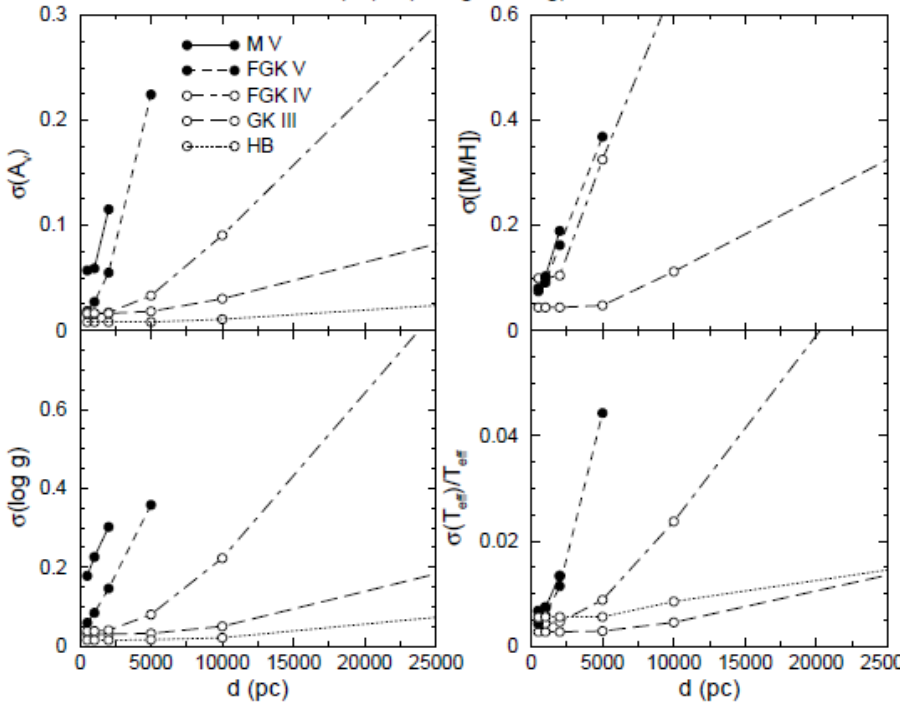 0.3
0.2
0.1
0
σ(Aᵥ)
M V
FGK V
FGK IV
GK III
HB
0.6
0.4
0.2
0
σ([M/H])
0.6
0.4
0.2
0
σ(log g)
0 5000 10000 15000 20000 25000
d (pc)
0.04
0.02
0
σ(T_eff)/T_eff
0 5000 10000 15000 20000 2500
d (pc)